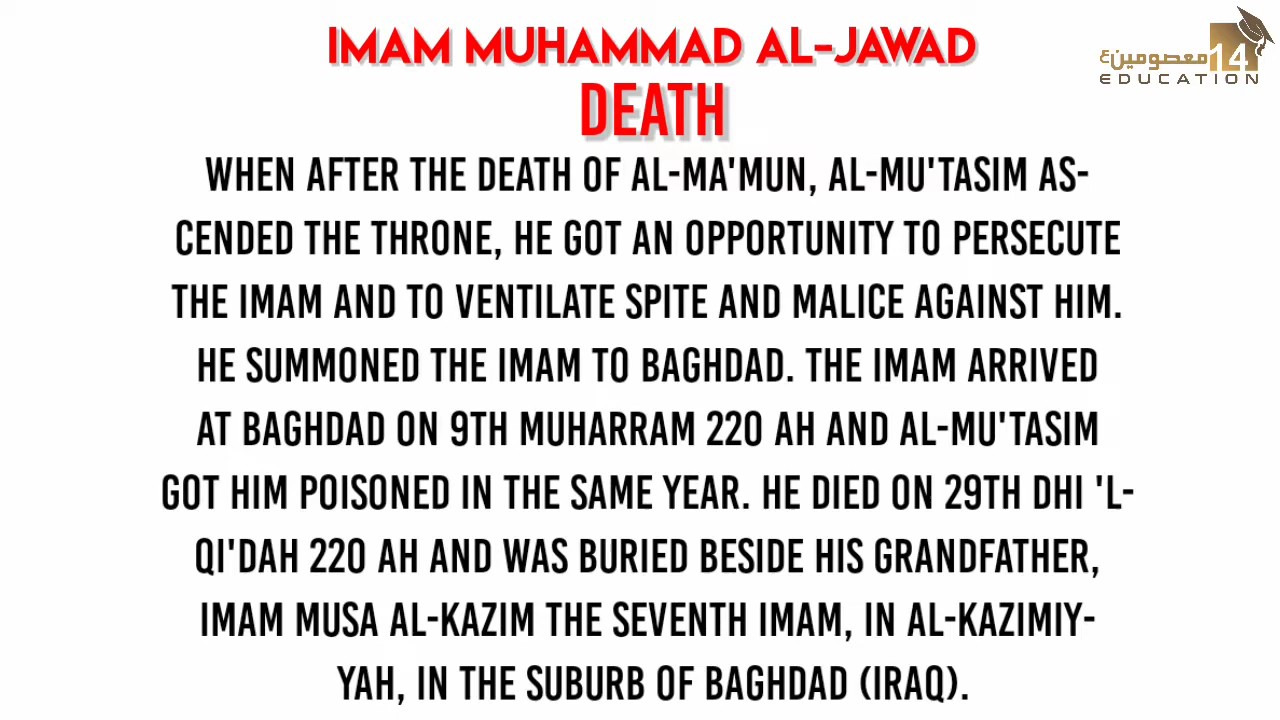 IMAM MUHAMMAD AL-JAWAD
DEATH
معصومين14ع
EDUCATION
WHEN AFTER THE DEATH OF AL-MA'MUN, AL-MU'TASIM AS-
CENDED THE THRONE, HE GOT AN OPPORTUNITY TO PERSECUTE
THE IMAM AND TO VENTILATE SPITE AND MALICE AGAINST HIM.
HE SUMMONED THE IMAM TO BAGHDAD. THE IMAM ARRIVED
AT BAGHDAD ON 9TH MUHARRAM 220 AH AND AL-MU'TASIM
GOT HIM POISONED IN THE SAME YEAR. HE DIED ON 29TH DHI 'L-
QI'DAH 220 AH AND WAS BURIED BESIDE HIS GRANDFATHER,
IMAM MUSA AL-KAZIM THE SEVENTH IMAM, IN AL-KAZIMIY-
YAH, IN THE SUBURB OF BAGHDAD (IRAQ).